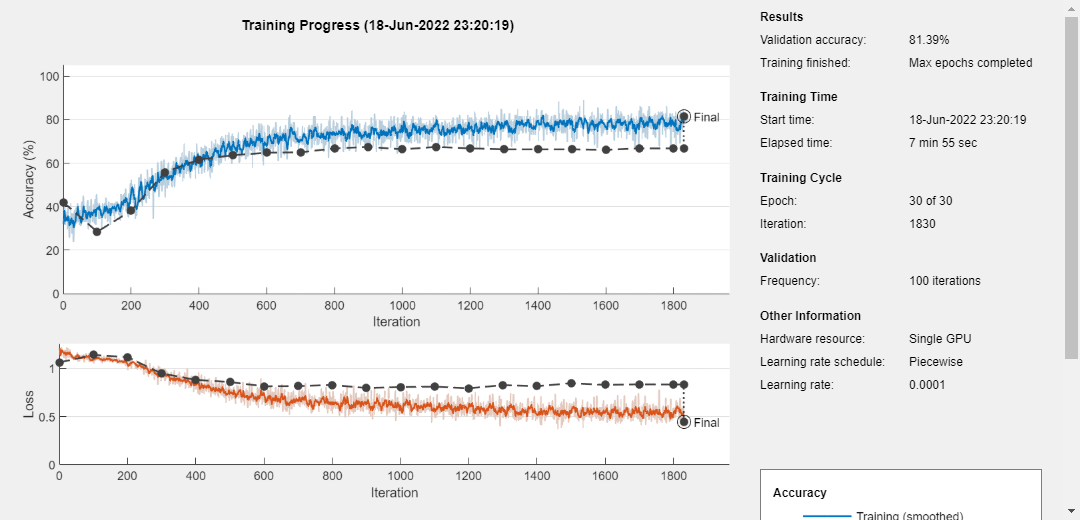 Training Progress (18-Jun-2022 23:20:19)
100
80
60
40
20
0
Accuracy (%)
0 200 400 600 800 1000 1200 1400 1600 1800
Iteration
Final
1
0.5
0
Loss
0 200 400 600 800 1000 1200 1400 1600 1800
Iteration
Final
Results
Validation accuracy: 81.39%
Training finished: Max epochs completed
Training Time
Start time: 18-Jun-2022 23:20:19
Elapsed time: 7 min 55 sec
Training Cycle
Epoch: 30 of 30
Iteration: 1830
Validation
Frequency: 100 iterations
Other Information
Hardware resource: Single GPU
Learning rate schedule: Piecewise
Learning rate: 0.0001
Accuracy
Training (smoothed)